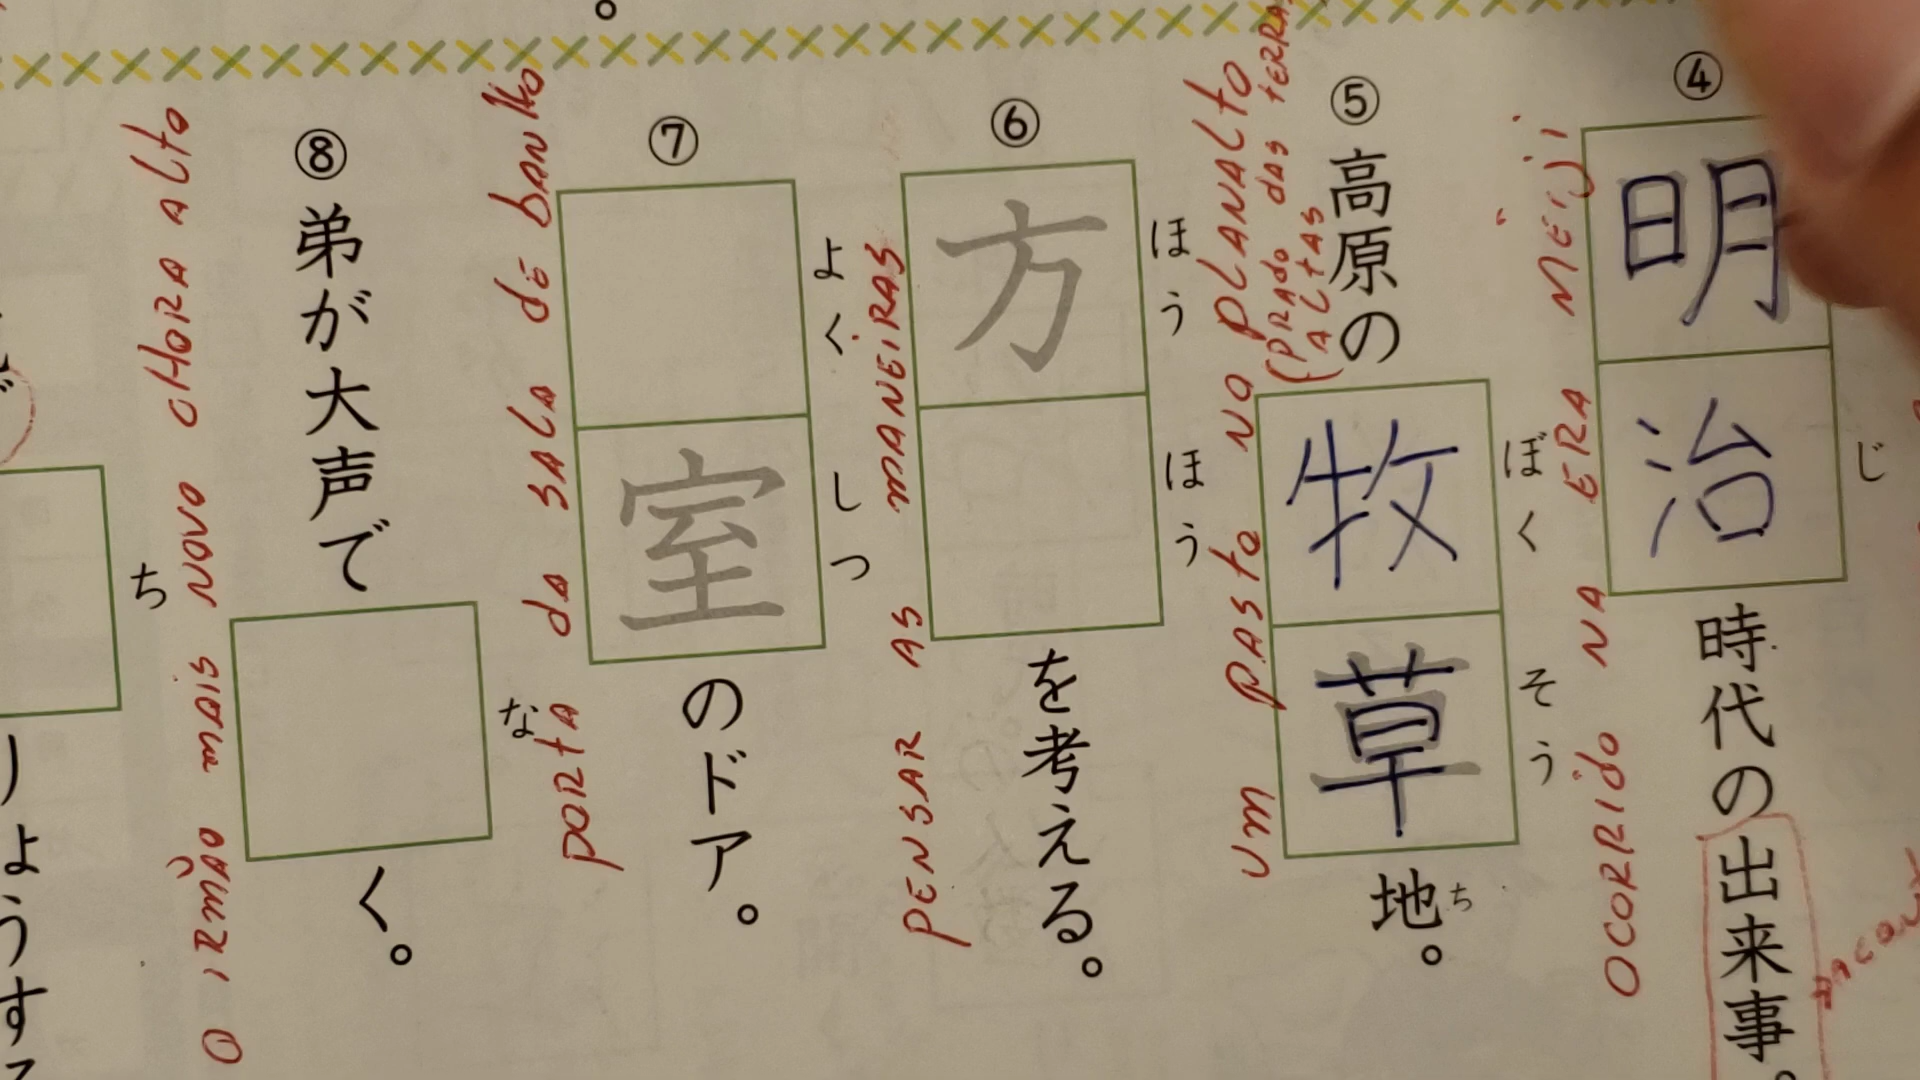 ④
明治時代の出来事。
じ
OCORRIDO NA ERA MEIJI
⑤高原の牧草地。
ぼくそう
ち
UM PASTO NO PLANALTO
(PRADO DAS TERRAS
ALTAS
⑥方を考える。
ほうほう
PENSAR AS MANEIRAS
⑦室のドア。
よくしつ
PORTA DA SALA DE BANHO
⑧弟が大声でく。
な
O IRMÃO MAIS NOVO CHORA ALTO
ち
ようす